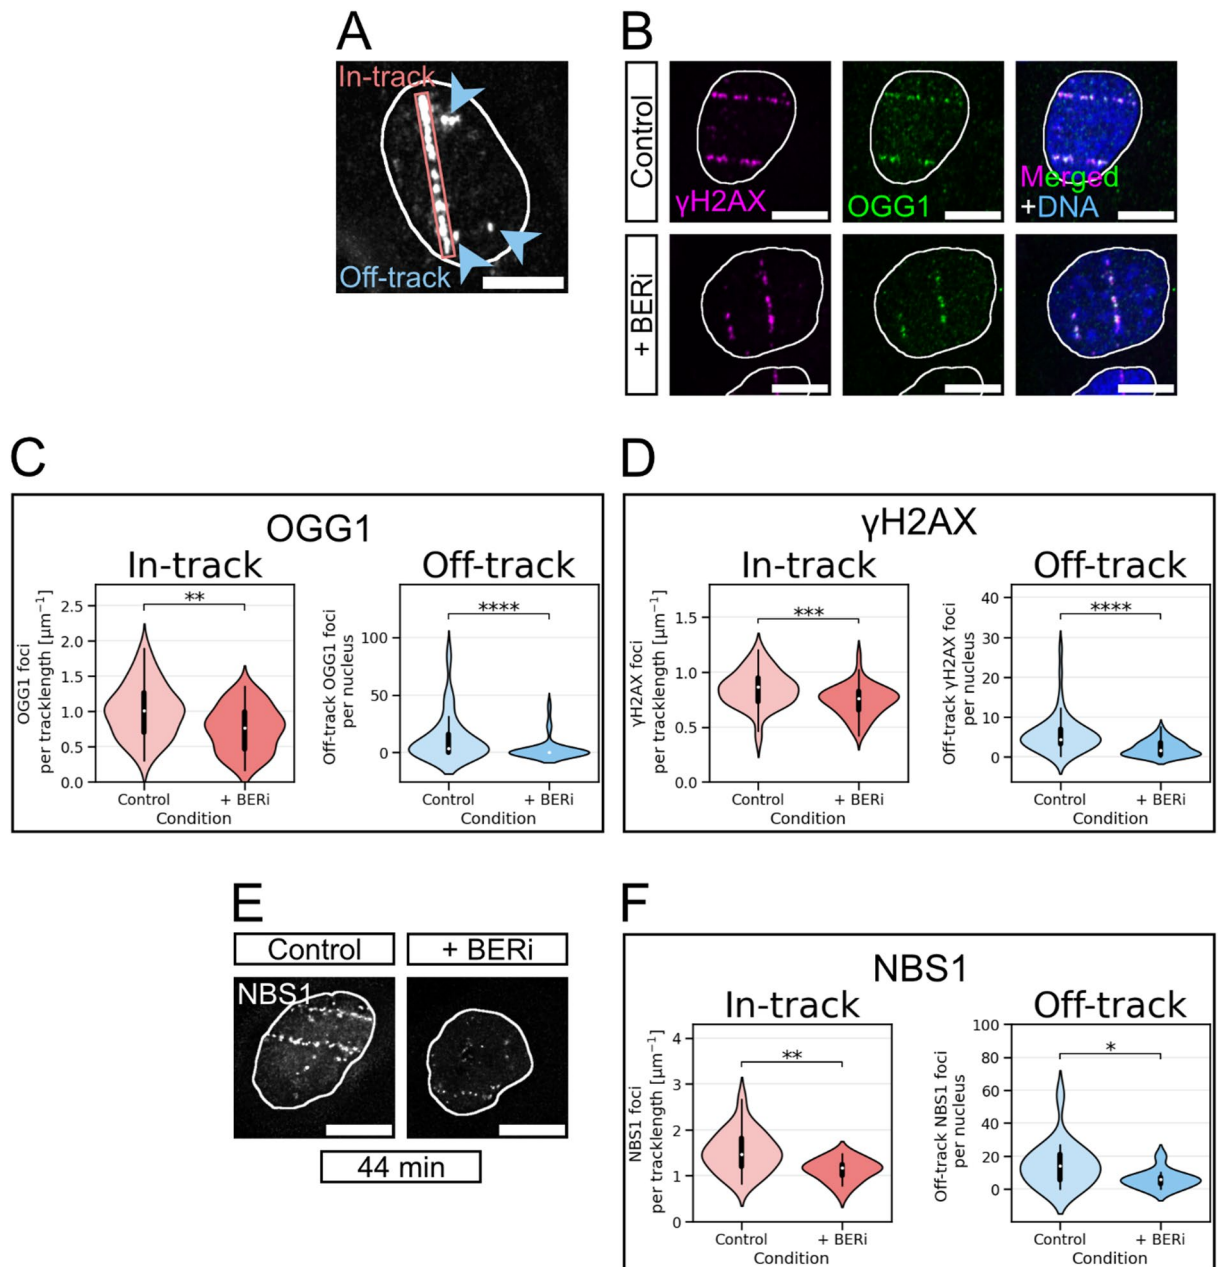 A
In-track
Off-track
B
Control
γH2AX
OGG1
Merged
+DNA
+ BERi
C
OGG1
In-track
OGG1 foci
per tracklength [μm⁻¹]
2.5
2.0
1.5
1.0
0.5
0.0
**
Control
+ BERi
Condition
Off-track
Off-track OGG1 foci
per nucleus
100
50
0
****
Control
+ BERi
Condition
D
γH2AX
In-track
γH2AX foci
per tracklength [μm⁻¹]
1.5
1.0
0.5
0.0
***
Control
+ BERi
Condition
Off-track
Off-track γH2AX foci
per nucleus
40
30
20
10
0
****
Control
+ BERi
Condition
E
Control
+ BERi
NBS1
44 min
F
NBS1
In-track
NBS1 foci
per tracklength [μm⁻¹]
4
3
2
1
0
**
Control
+ BERi
Condition
Off-track
Off-track NBS1 foci
per nucleus
100
80
60
40
20
0
*
Control
+ BERi
Condition